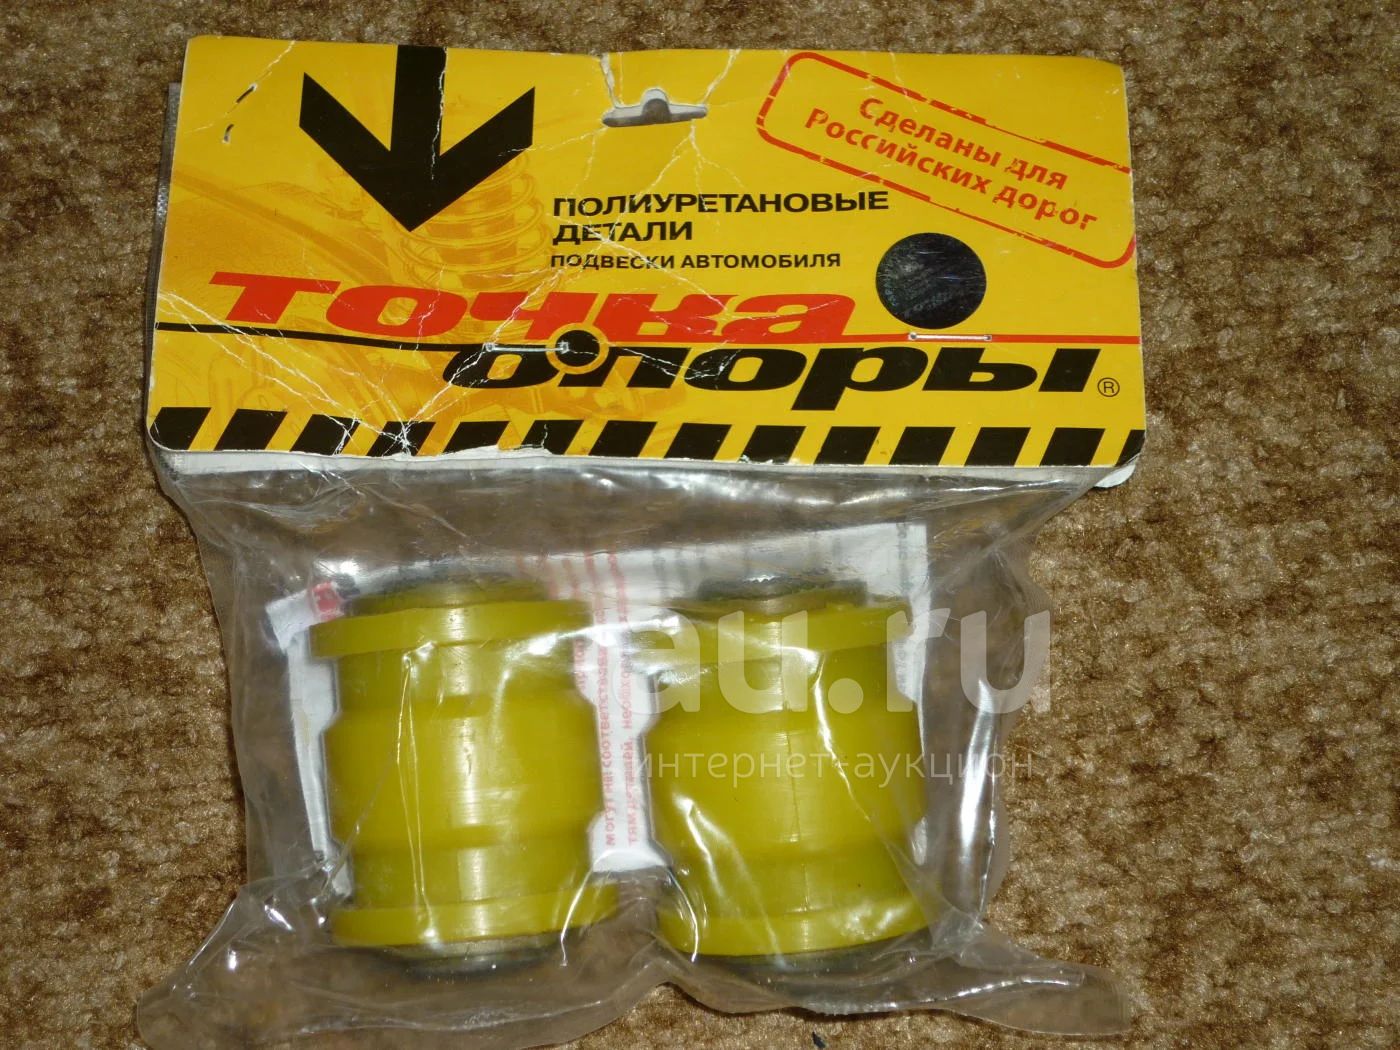 Сделаны для
Российских дорог
ПОЛИУРЕТАНОВЫЕ
ДЕТАЛИ
ПОДВЕСКИ АВТОМОБИЛЯ
точка
опоры ®
au.ru
интернет-аукцион